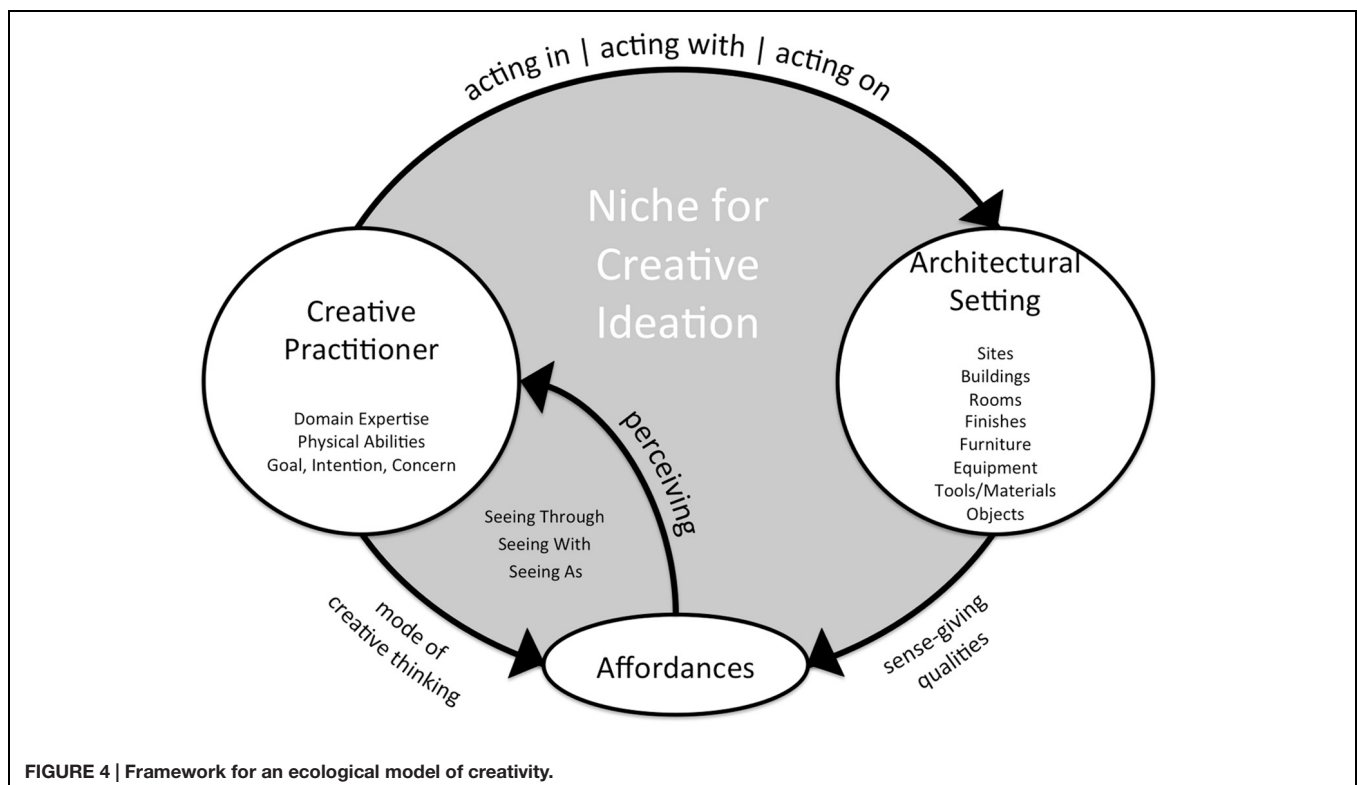 acting in | acting with | acting on
Niche for
Creative
Ideation
Creative
Practitioner
Domain Expertise
Physical Abilities
Goal, Intention, Concern
Architectural
Setting
Sites
Buildings
Rooms
Finishes
Furniture
Equipment
Tools/Materials
Objects
perceiving
Seeing Through
Seeing With
Seeing As
mode of
creative thinking
Affordances
sense-giving
qualities
FIGURE 4 | Framework for an ecological model of creativity.